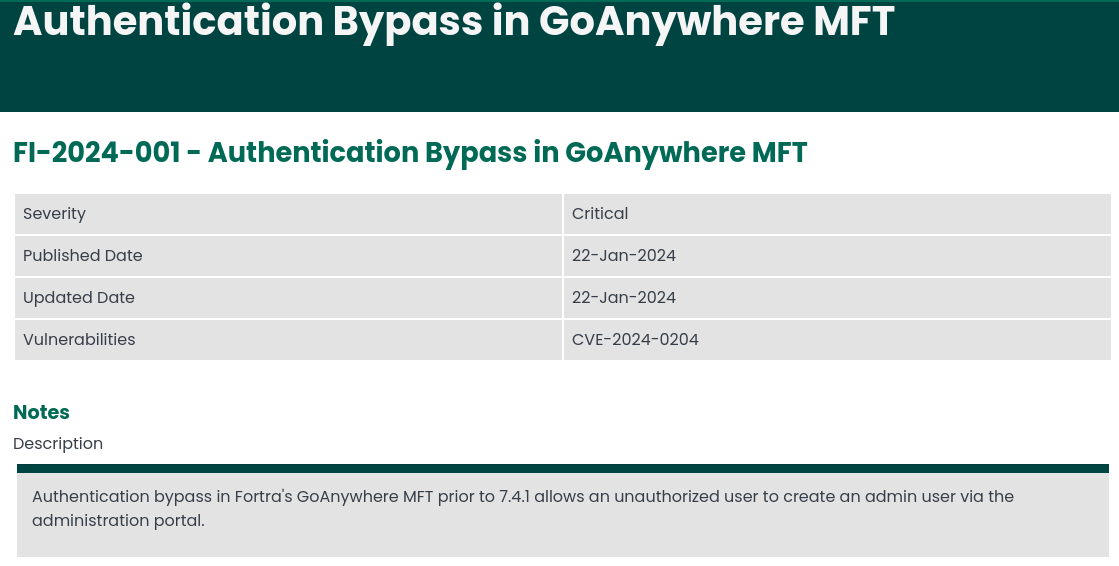 Authentication Bypass in GoAnywhere MFT
FI-2024-001 - Authentication Bypass in GoAnywhere MFT
Severity Critical
Published Date 22-Jan-2024
Updated Date 22-Jan-2024
Vulnerabilities CVE-2024-0204
Notes
Description
Authentication bypass in Fortra's GoAnywhere MFT prior to 7.4.1 allows an unauthorized user to create an admin user via the
administration portal.